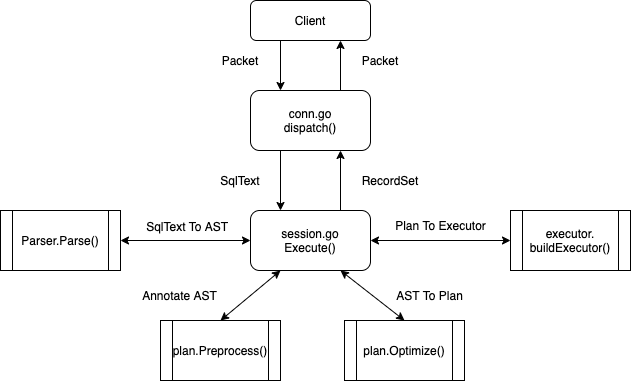 Client
Packet
Packet
conn.go
dispatch()
SqlText
RecordSet
Parser.Parse()
SqlText To AST
session.go
Execute()
Plan To Executor
executor.
buildExecutor()
Annotate AST
AST To Plan
plan.Preprocess()
plan.Optimize()